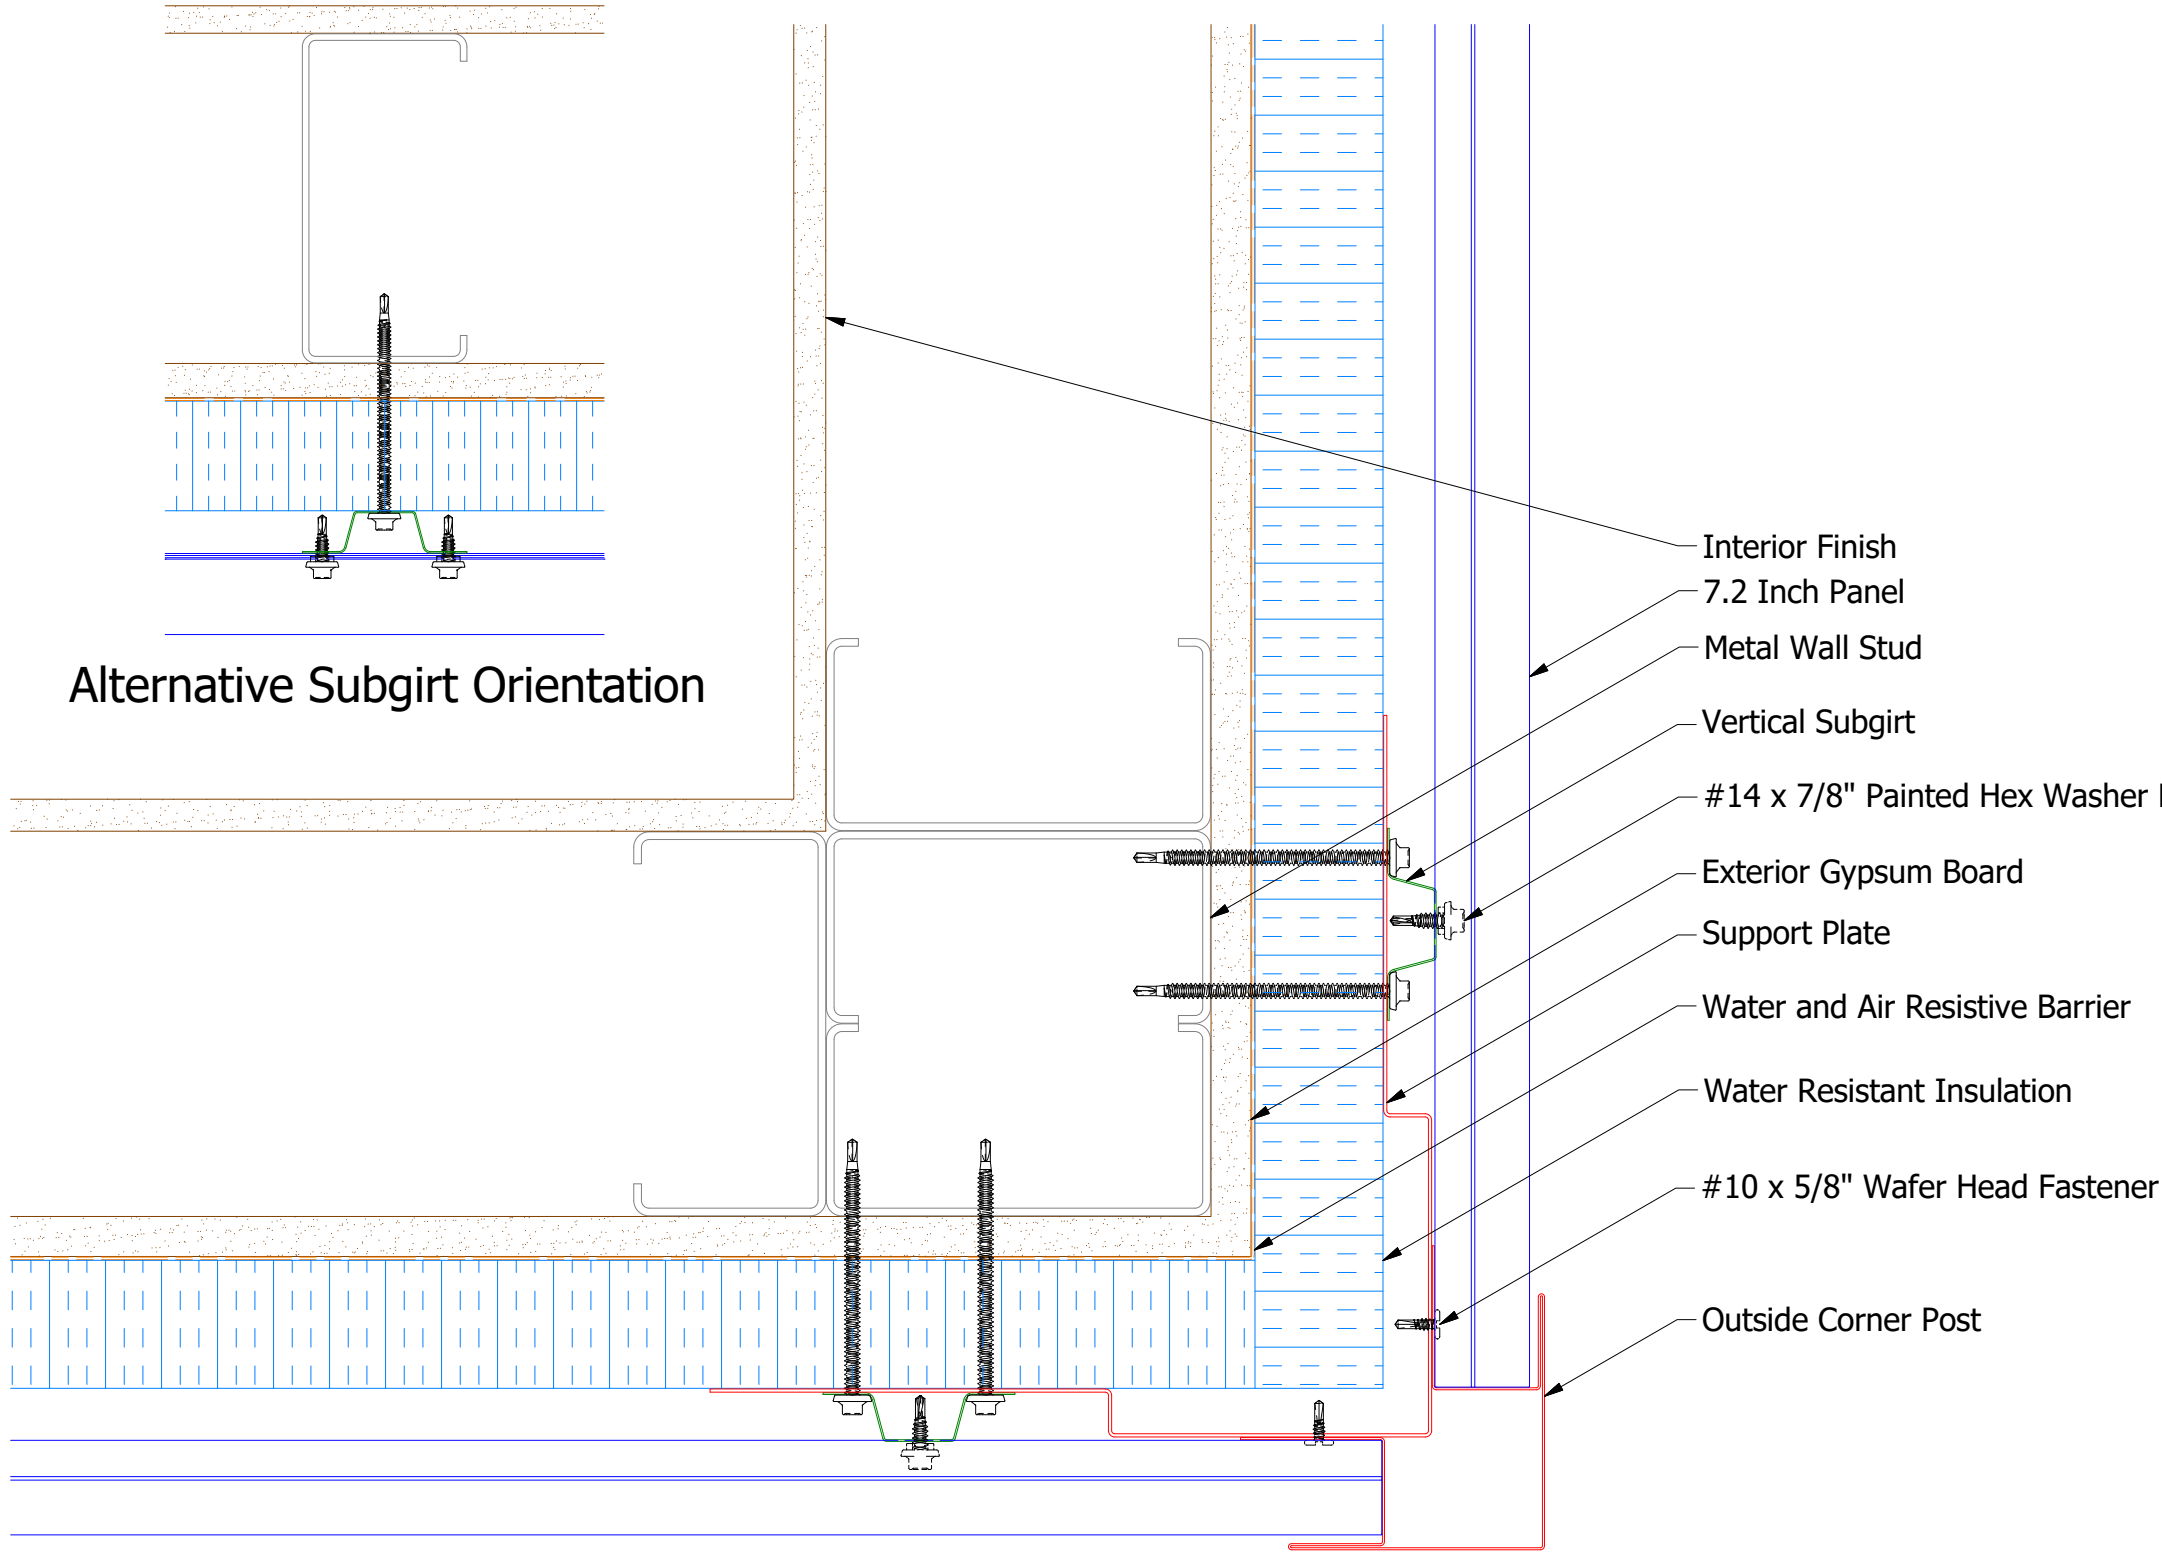 Alternative Subgirt Orientation
Interior Finish
7.2 Inch Panel
Metal Wall Stud
Vertical Subgirt
#14 x 7/8" Painted Hex Washer
Exterior Gypsum Board
Support Plate
Water and Air Resistive Barrier
Water Resistant Insulation
#10 x 5/8" Wafer Head Fastener
Outside Corner Post